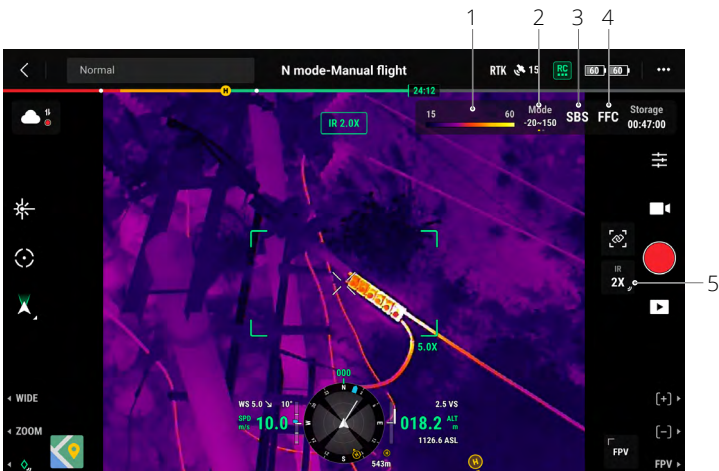 1 2 3 4
Normal
N mode-Manual flight
RTK 15 RC 60 60
H
24:12
IR 2.0X
15 60
Mode
-20~150
SBS FFC
Storage
00:47:00
IR
2X
5
5.0X
000
WIDE
ZOOM
WS 5.0 10°
SPD
m/s
10.0
N
E
S
W
2.5 VS
018.2 ALT
m
1126.6 ASL
543m
H
[+]
[-]
FPV
FPV